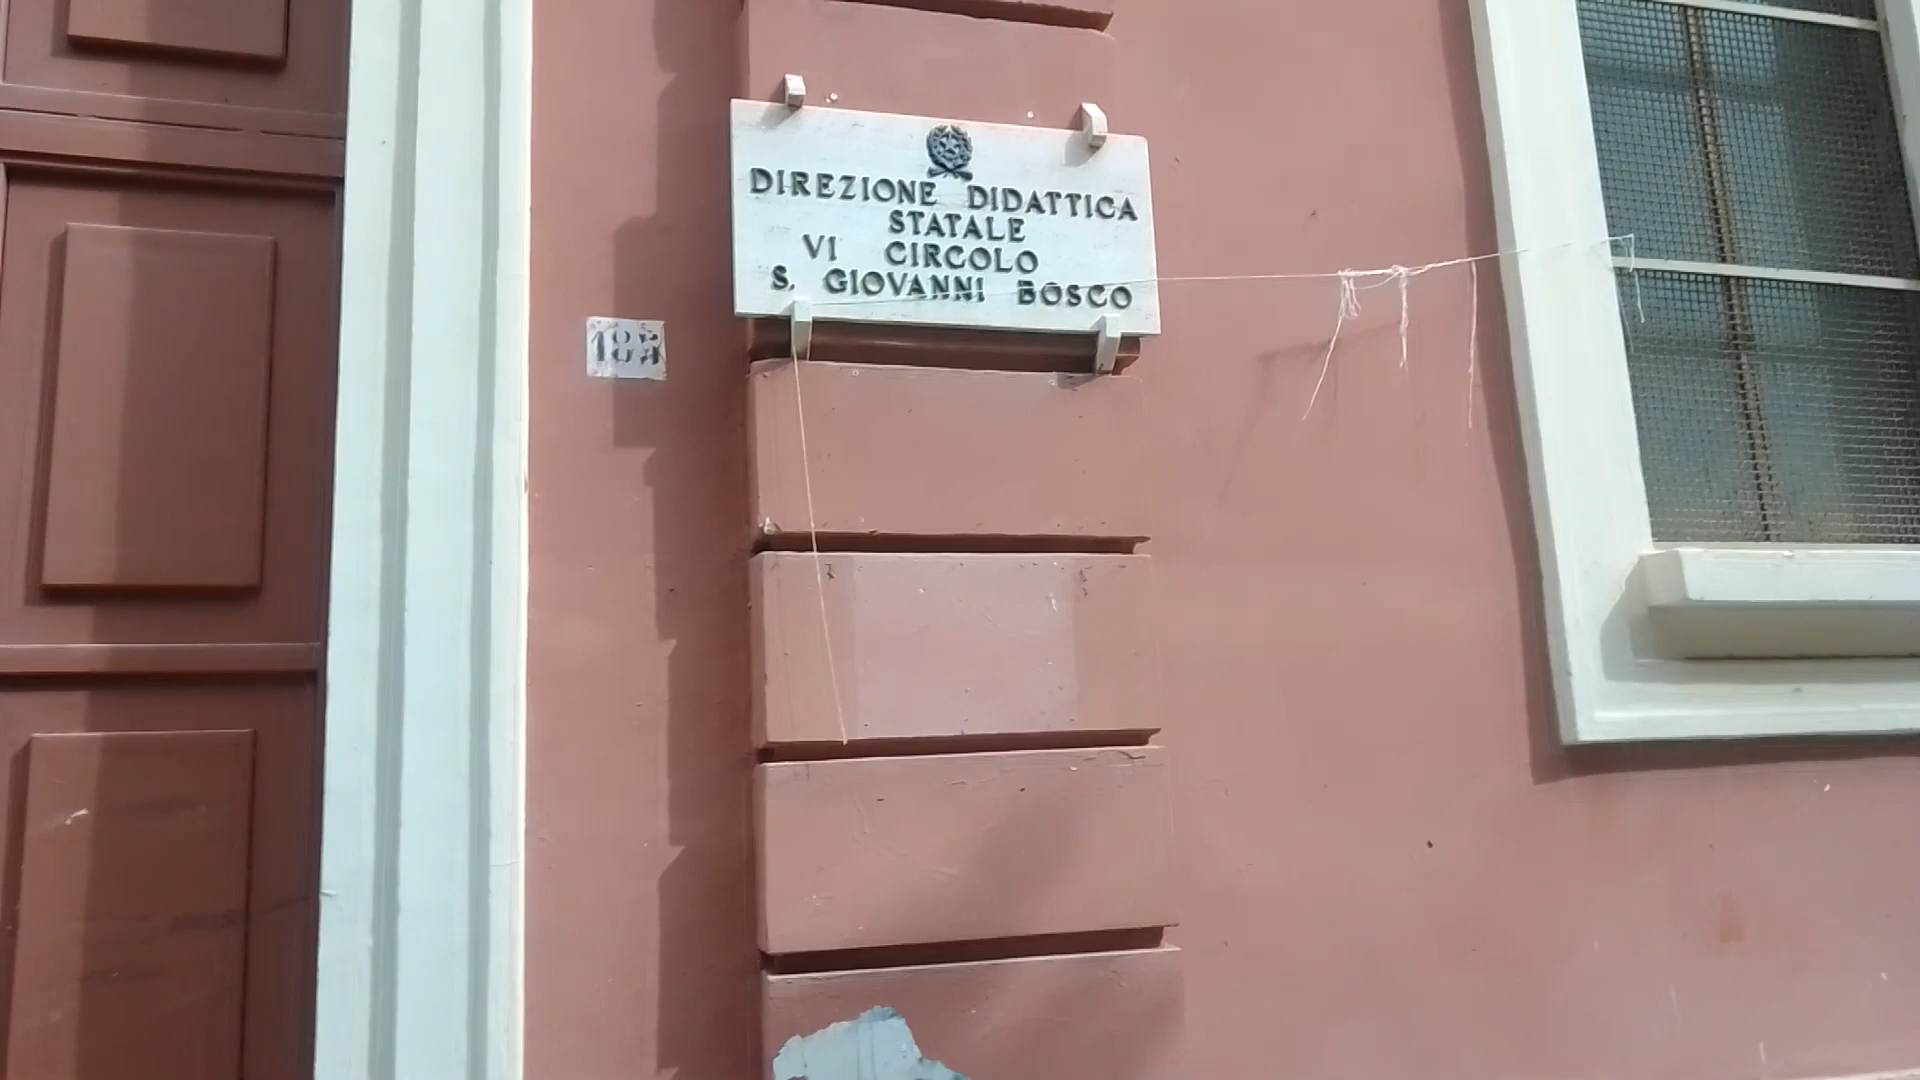 DIREZIONE DIDATTICA
STATALE
VI CIRCOLO
S. GIOVANNI BOSCO